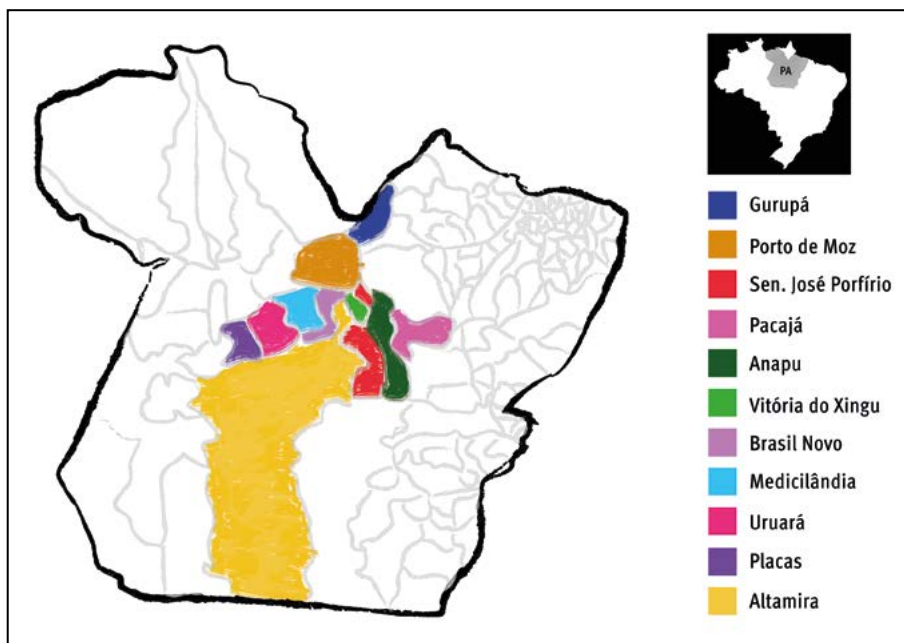 PA
Gurupá
Porto de Moz
Sen. José Porfírio
Pacajá
Anapu
Vitória do Xingu
Brasil Novo
Medicilândia
Uruará
Placas
Altamira